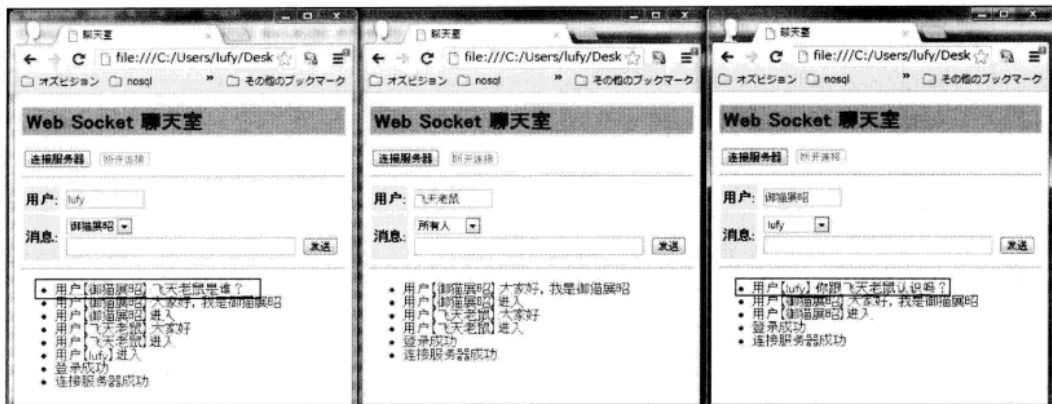 聊天室
file:///C:/Users/lufy/Desk
オズビジョン nosql » その他のブックマーク
Web Socket 聊天室
连接服务器 断开连接
用户: lufy
御猫展昭
消息:
发送
用户【御猫展昭】飞天老鼠是谁？
用户【御猫展昭】大家好，我是御猫展昭
用户【御猫展昭】进入
用户【飞天老鼠】大家好
用户【飞天老鼠】进入
用户【lufy】进入
登录成功
连接服务器成功
聊天室
file:///C:/Users/lufy/Desk
オズビジョン nosql » その他のブックマーク
Web Socket 聊天室
连接服务器 断开连接
用户: 飞天老鼠
所有人
消息:
发送
用户【御猫展昭】大家好，我是御猫展昭
用户【御猫展昭】进入
用户【飞天老鼠】大家好
用户【飞天老鼠】进入
登录成功
连接服务器成功
聊天室
file:///C:/Users/lufy/Desk
オズビジョン nosql » その他のブックマーク
Web Socket 聊天室
连接服务器 断开连接
用户: 御猫展昭
lufy
消息:
发送
用户【lufy】你跟飞天老鼠认识吗？
用户【御猫展昭】大家好，我是御猫展昭
用户【御猫展昭】进入
登录成功
连接服务器成功